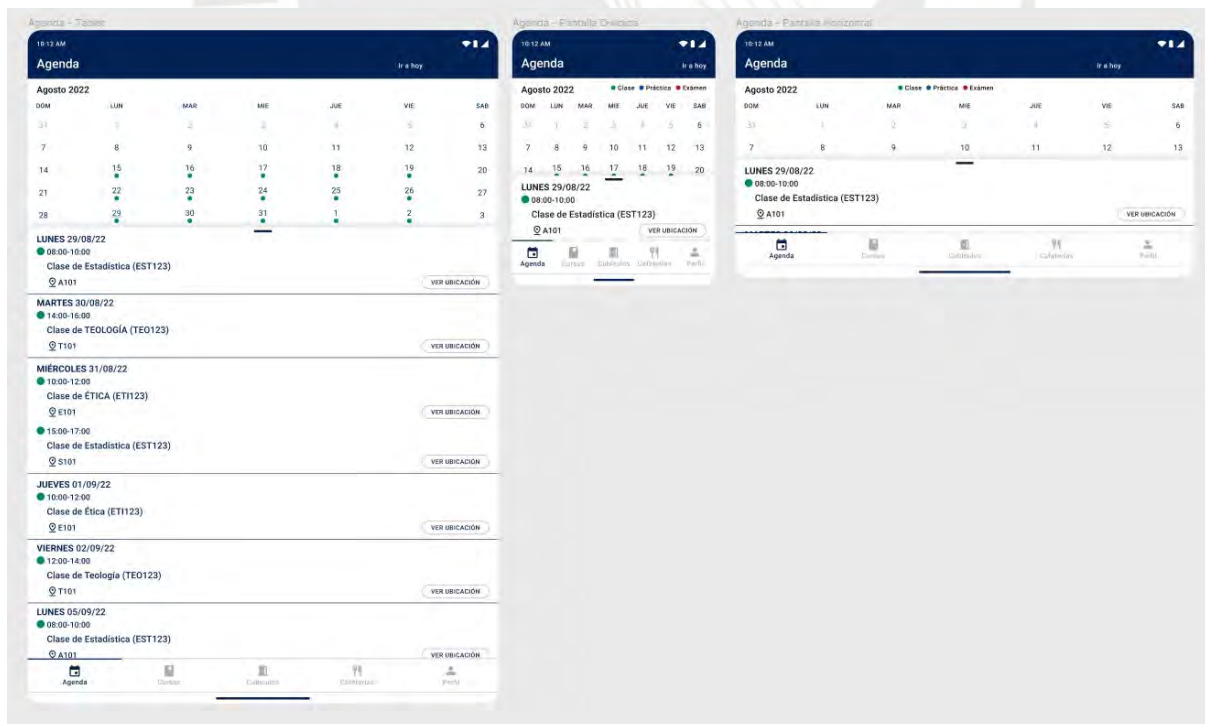 Agenda - Tablet
10:12 AM
Agenda
Ir a hoy
Agosto 2022
DOM LUN MAR MIE JUE VIE SAB
31 1 2 3 4 5 6
7 8 9 10 11 12 13
14 15 16 17 18 19 20
21 22 23 24 25 26 27
28 29 30 31 1 2 3
LUNES 29/08/22
08:00-10:00
Clase de Estadística (EST123)
A101 VER UBICACIÓN
MARTES 30/08/22
14:00-16:00
Clase de TEOLOGÍA (TEO123)
T101 VER UBICACIÓN
MIÉRCOLES 31/08/22
10:00-12:00
Clase de ÉTICA (ETI123)
E101 VER UBICACIÓN
15:00-17:00
Clase de Estadística (EST123)
S101 VER UBICACIÓN
JUEVES 01/09/22
10:00-12:00
Clase de Ética (ETI123)
E101 VER UBICACIÓN
VIERNES 02/09/22
12:00-14:00
Clase de Teología (TEO123)
T101 VER UBICACIÓN
LUNES 05/09/22
08:00-10:00
Clase de Estadística (EST123)
A101 VER UBICACIÓN
Agenda Cursos Cubículos Cafeterías Perfil
Agenda - Pantalla
10:12 AM
Agenda
Ir a hoy
Agosto 2022 Clase Práctica Exámen
DOM LUN MAR MIE JUE VIE SAB
31 1 2 3 4 5 6
7 8 9 10 11 12 13
14 15 16 17 18 19 20
LUNES 29/08/22
08:00-10:00
Clase de Estadística (EST123)
A101 VER UBICACIÓN
Agenda Cursos Cubículos Cafeterías Perfil
Agenda - Pantalla Horizontal
10:12 AM
Agenda
Ir a hoy
Agosto 2022 Clase Práctica Exámen
DOM LUN MAR MIE JUE VIE SAB
31 1 2 3 4 5 6
7 8 9 10 11 12 13
LUNES 29/08/22
08:00-10:00
Clase de Estadística (EST123)
A101 VER UBICACIÓN
Agenda Cursos Cubículos Cafeterías Perfil